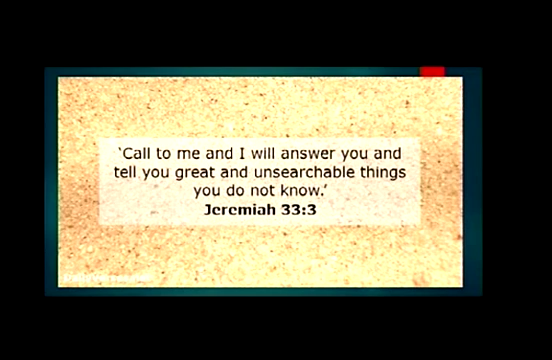 ‘Call to me and I will answer you and
tell you great and unsearchable things
you do not know.’
Jeremiah 33:3